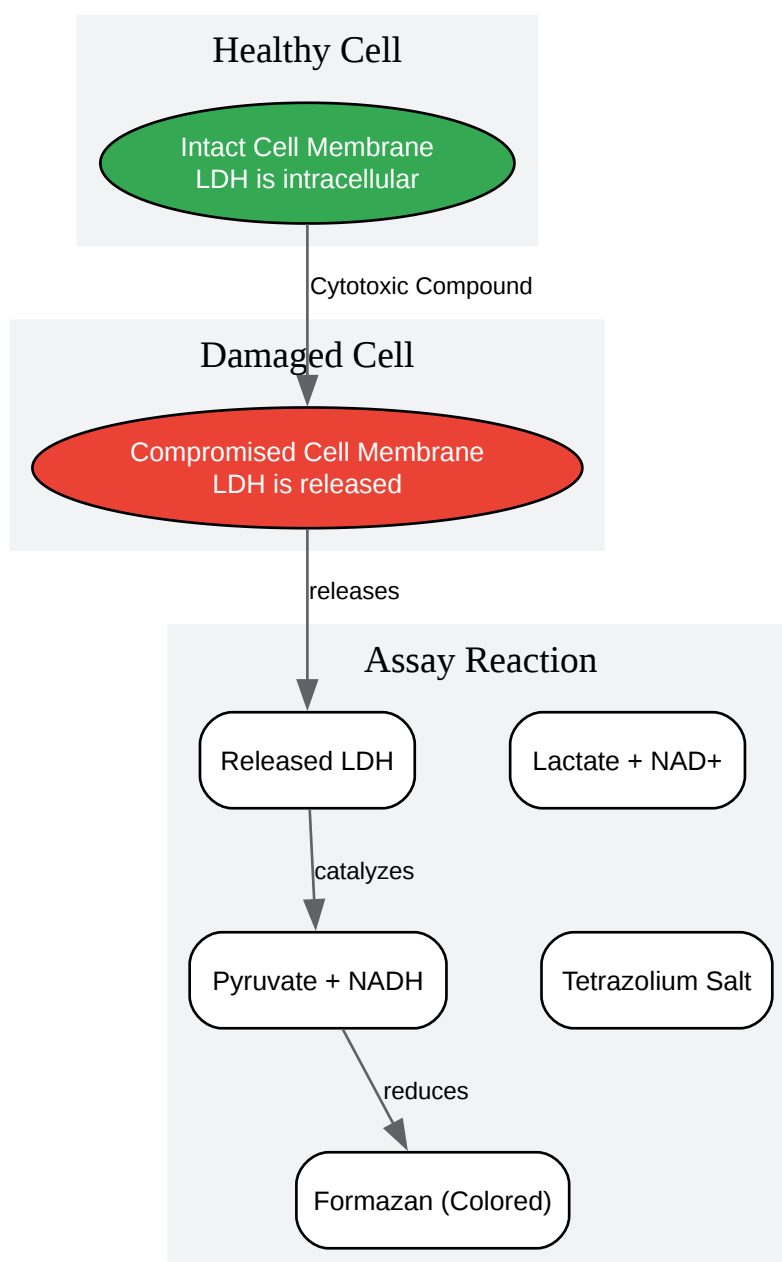 Healthy Cell
Intact Cell Membrane
LDH is intracellular
Cytotoxic Compound
Damaged Cell
Compromised Cell Membrane
LDH is released
releases
Assay Reaction
Released LDH
Lactate + NAD+
catalyzes
Pyruvate + NADH
Tetrazolium Salt
reduces
Formazan (Colored)